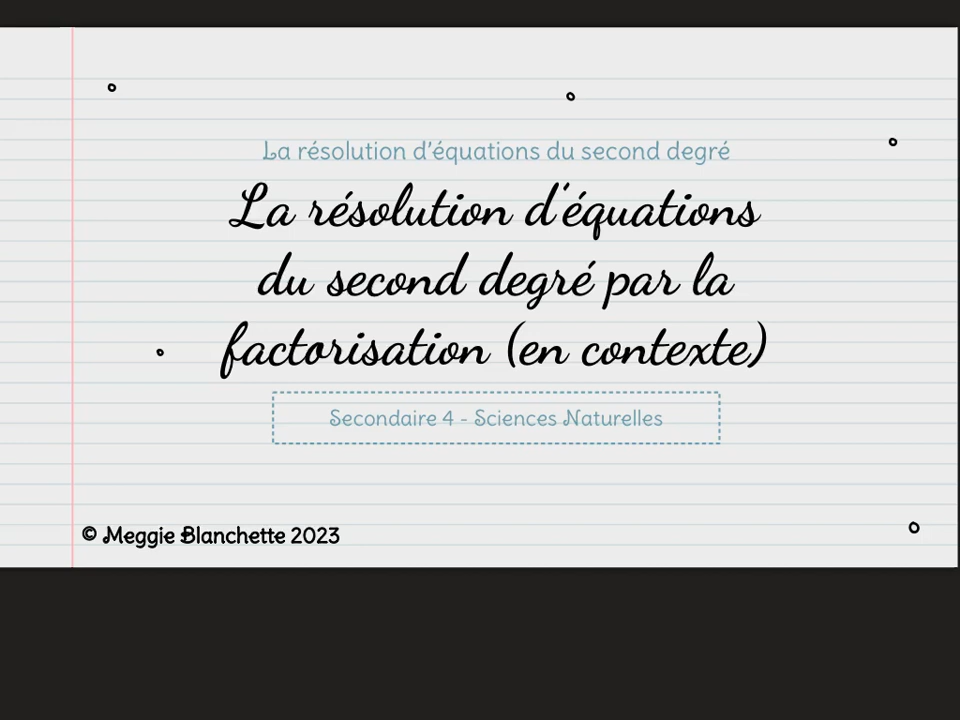 La résolution d'équations du second degré
La résolution d'équations
du second degré par la
factorisation (en contexte)
Secondaire 4 - Sciences Naturelles
© Meggie Blanchette 2023